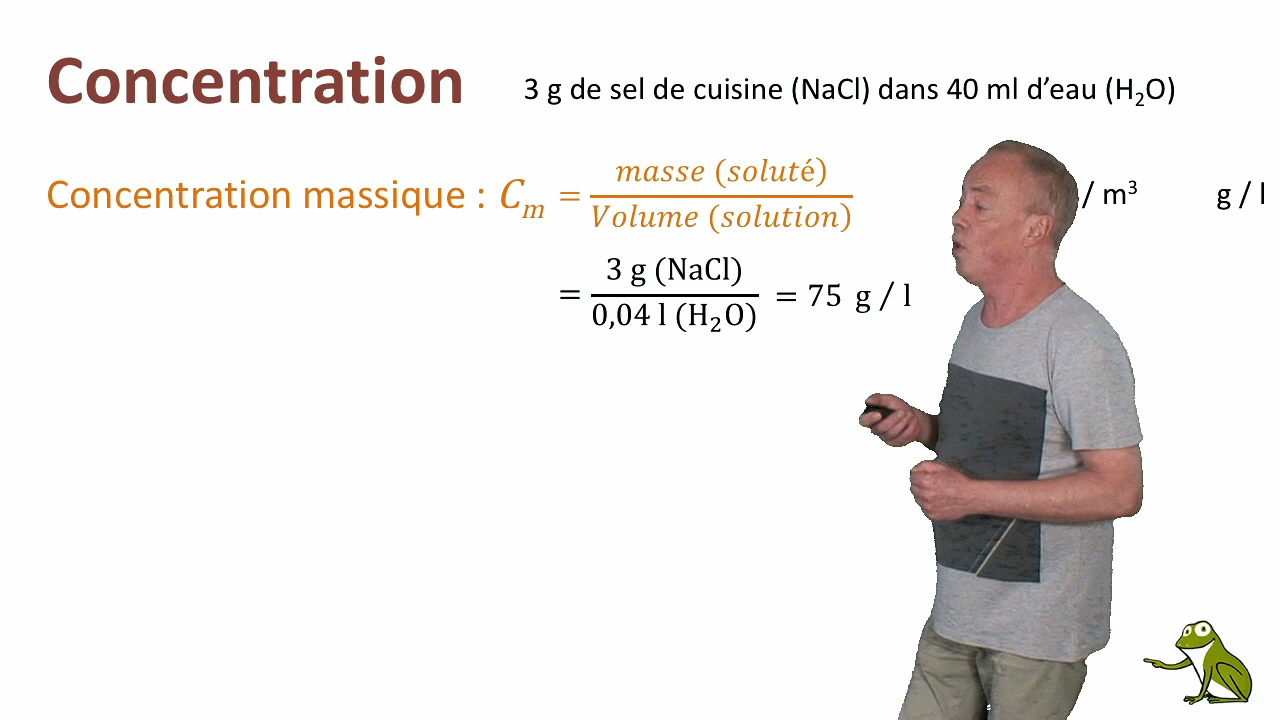 Concentration
3 g de sel de cuisine (NaCl) dans 40 ml d’eau (H₂O)
Concentration massique : Cₘ = masse (soluté) / Volume (solution)
/ m³ g / l
= 3 g (NaCl) / 0,04 l (H₂O) = 75 g / l